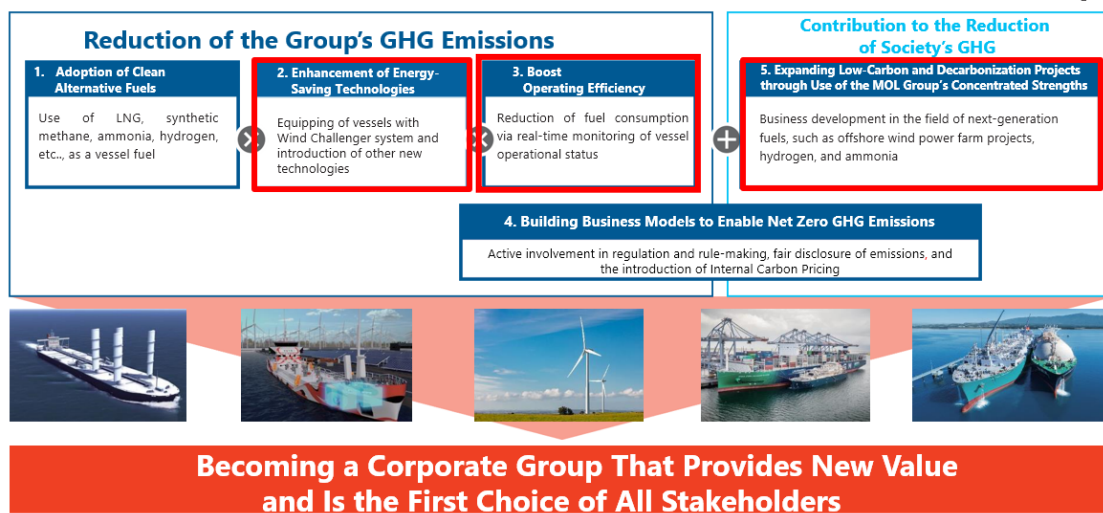 Reduction of the Group's GHG Emissions
Contribution to the Reduction
of Society's GHG
1. Adoption of Clean
Alternative Fuels
Use of LNG, synthetic
methane, ammonia, hydrogen,
etc.., as a vessel fuel
2. Enhancement of Energy-
Saving Technologies
Equipping of vessels with
Wind Challenger system and
introduction of other new
technologies
3. Boost
Operating Efficiency
Reduction of fuel consumption
via real-time monitoring of vessel
operational status
5. Expanding Low-Carbon and Decarbonization Projects
through Use of the MOL Group's Concentrated Strengths
Business development in the field of next-generation
fuels, such as offshore wind power farm projects,
hydrogen, and ammonia
4. Building Business Models to Enable Net Zero GHG Emissions
Active involvement in regulation and rule-making, fair disclosure of emissions, and
the introduction of Internal Carbon Pricing
Becoming a Corporate Group That Provides New Value
and Is the First Choice of All Stakeholders